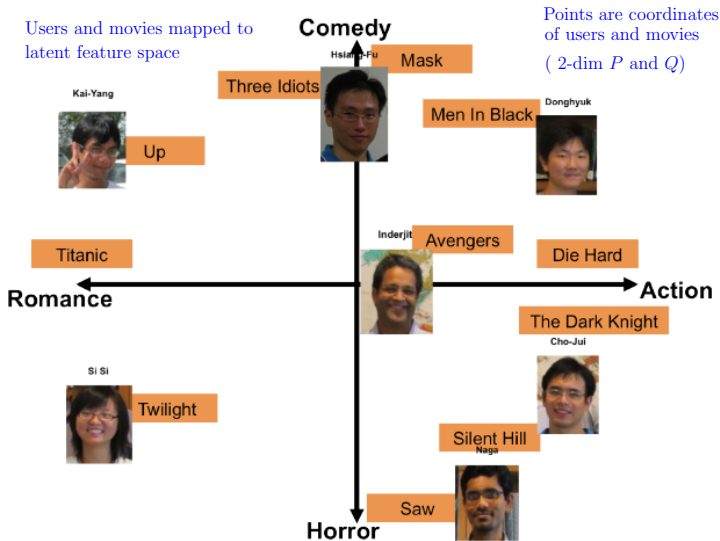 Users and movies mapped to
latent feature space
Points are coordinates
of users and movies
( 2-dim P and Q)
Comedy
Hsiang-Fu
Mask
Three Idiots
Kai-Yang
Men In Black
Donghyuk
Up
Inderjit
Avengers
Titanic
Die Hard
Romance
Action
The Dark Knight
Cho-Jui
Si Si
Twilight
Silent Hill
Naga
Saw
Horror